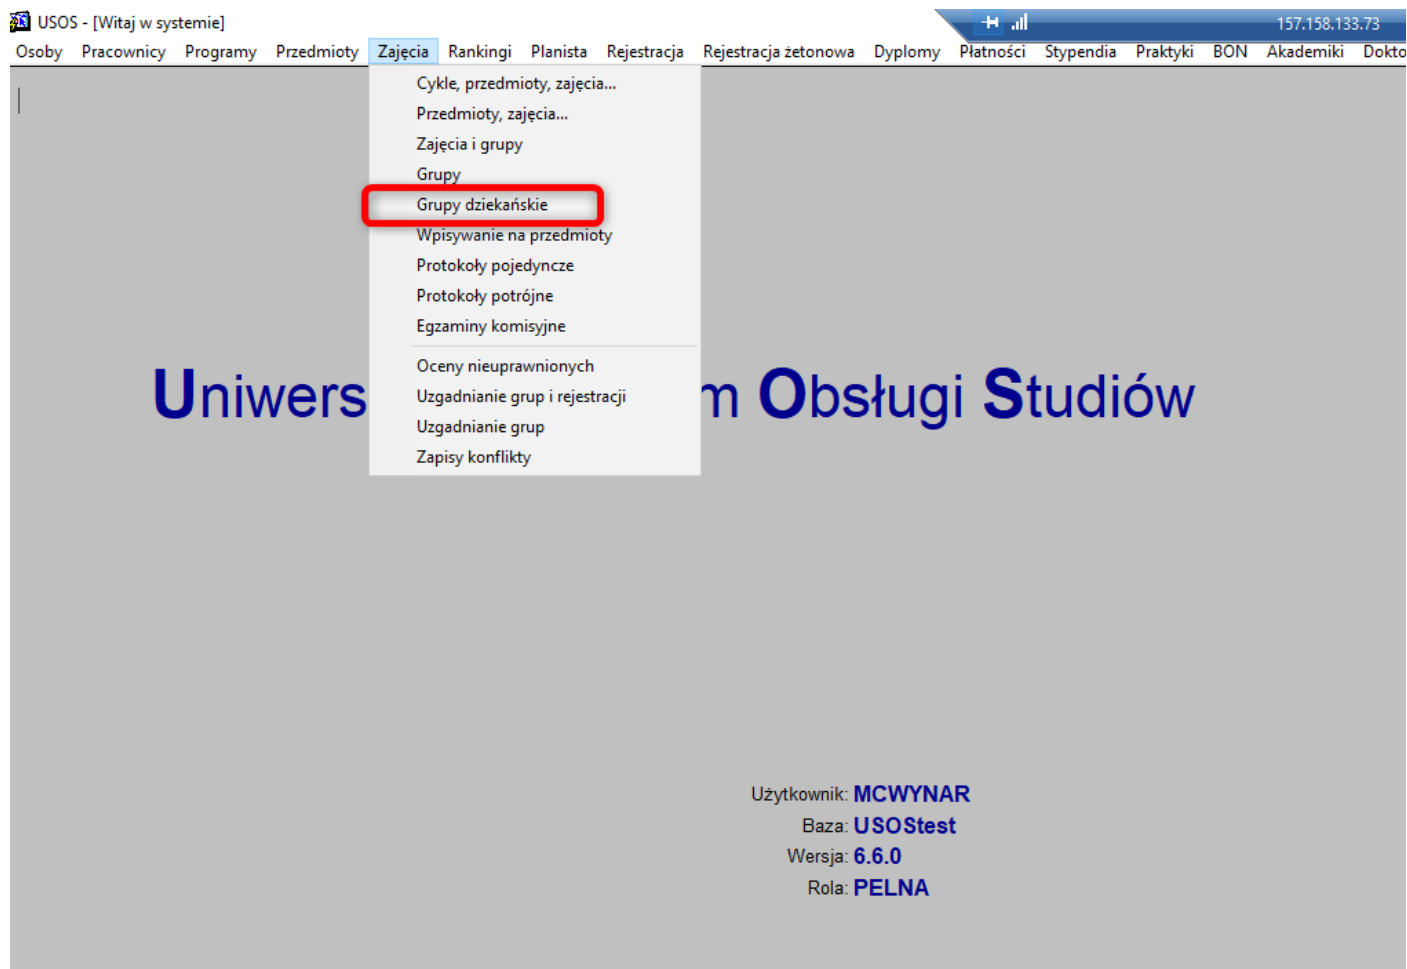 USOS - [Witaj w systemie]
157.158.133.73
Osoby Pracownicy Programy Przedmioty Zajęcia Rankingi Planista Rejestracja Rejestracja żetonowa Dyplomy Płatności Stypendia Praktyki BON Akademiki Dokto
Cykle, przedmioty, zajęcia...
Przedmioty, zajęcia...
Zajęcia i grupy
Grupy
Grupy dziekańskie
Wpisywanie na przedmioty
Protokoły pojedyncze
Protokoły potrójne
Egzaminy komisyjne
Oceny nieuprawnionych
Uzgadnianie grup i rejestracji
Uzgadnianie grup
Zapisy konflikty
Uniwers m Obsługi Studiów
Użytkownik: MCWYNAR
Baza: USOStest
Wersja: 6.6.0
Rola: PELNA